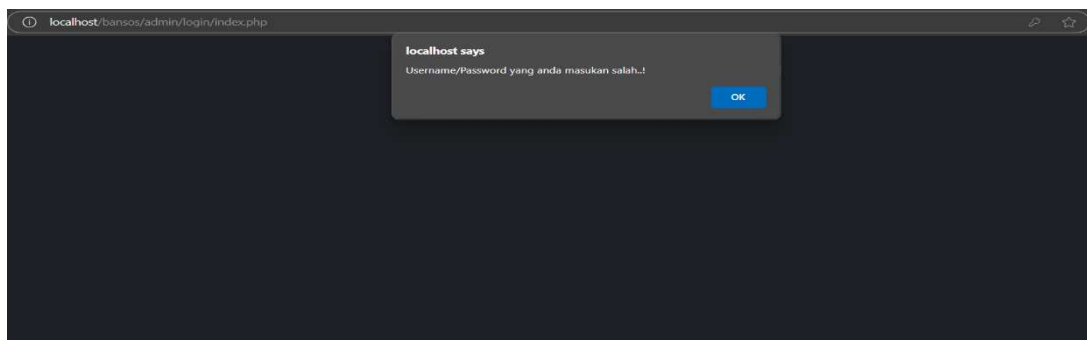 localhost/bansos/admin/login/index.php
localhost says
Username/Password yang anda masukan salah..!
OK